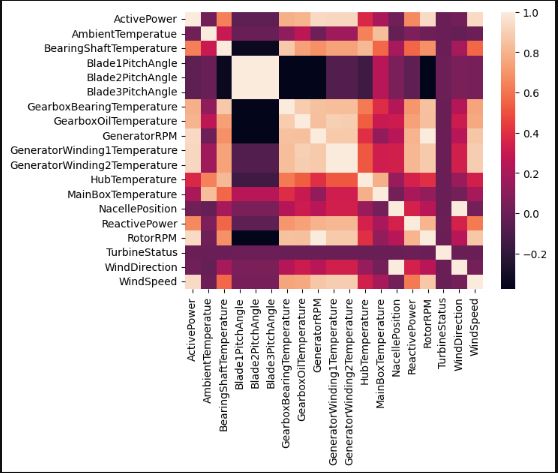 ActivePower
AmbientTemperatue
BearingShaftTemperature
Blade1PitchAngle
Blade2PitchAngle
Blade3PitchAngle
GearboxBearingTemperature
GearboxOilTemperature
GeneratorRPM
GeneratorWinding1Temperature
GeneratorWinding2Temperature
HubTemperature
MainBoxTemperature
NacellePosition
ReactivePower
RotorRPM
TurbineStatus
WindDirection
WindSpeed
ActivePower
AmbientTemperatue
BearingShaftTemperature
Blade1PitchAngle
Blade2PitchAngle
Blade3PitchAngle
GearboxBearingTemperature
GearboxOilTemperature
GeneratorRPM
GeneratorWinding1Temperature
GeneratorWinding2Temperature
HubTemperature
MainBoxTemperature
NacellePosition
ReactivePower
RotorRPM
TurbineStatus
WindDirection
WindSpeed
1.0
0.8
0.6
0.4
0.2
0.0
−0.2